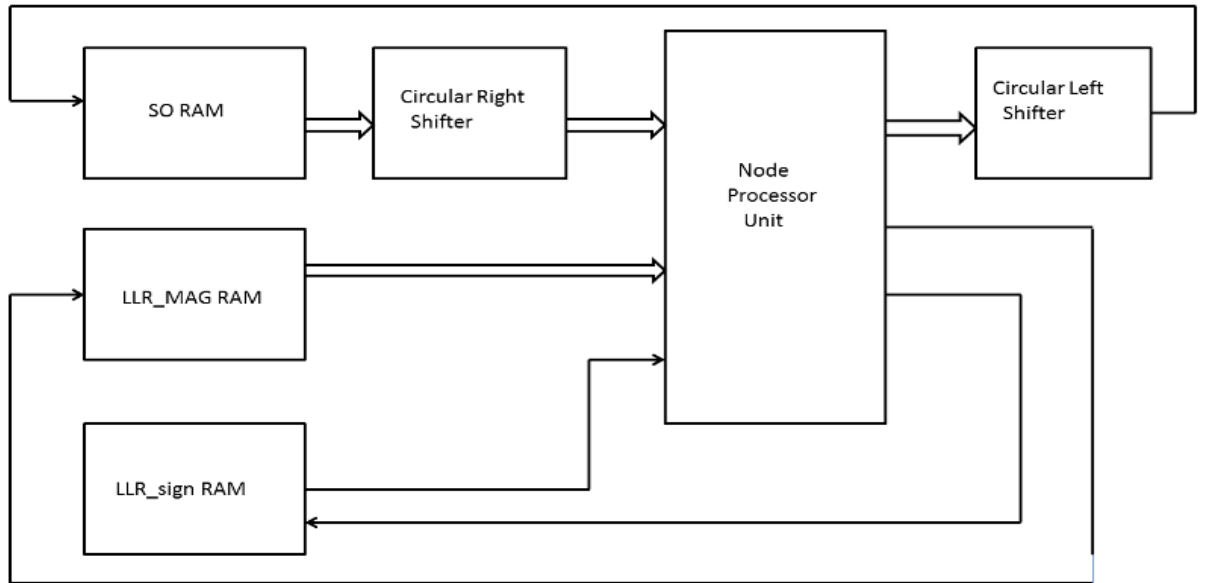 SO RAM
Circular Right
Shifter
Circular Left
Shifter
Node
Processor
Unit
LLR_MAG RAM
LLR_sign RAM